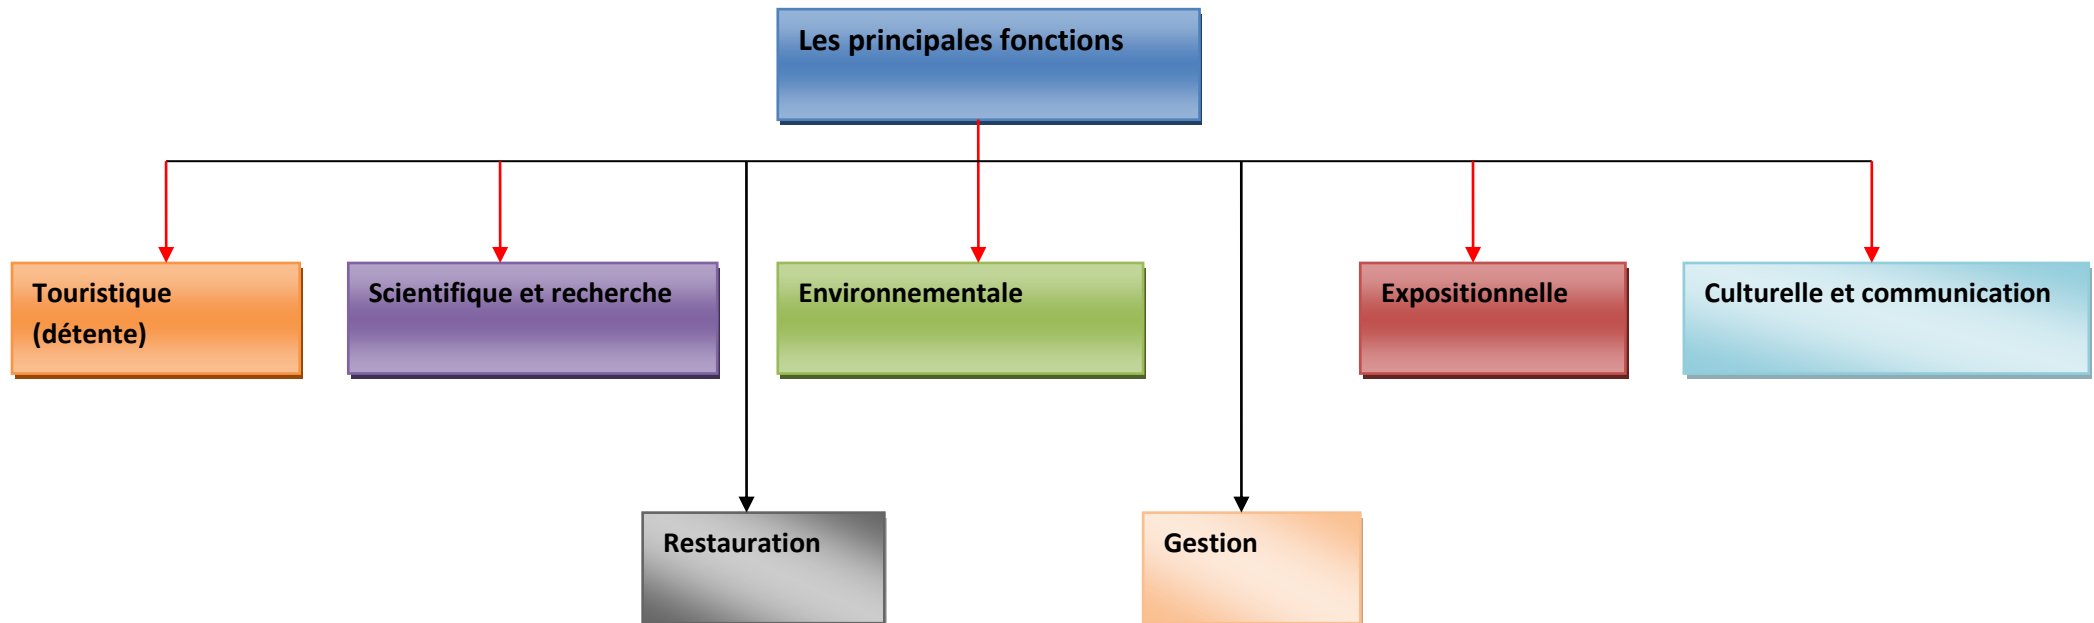 Les principales fonctions
Touristique
(détente)
Scientifique et recherche
Environnementale
Expositionnelle
Culturelle et communication
Restauration
Gestion